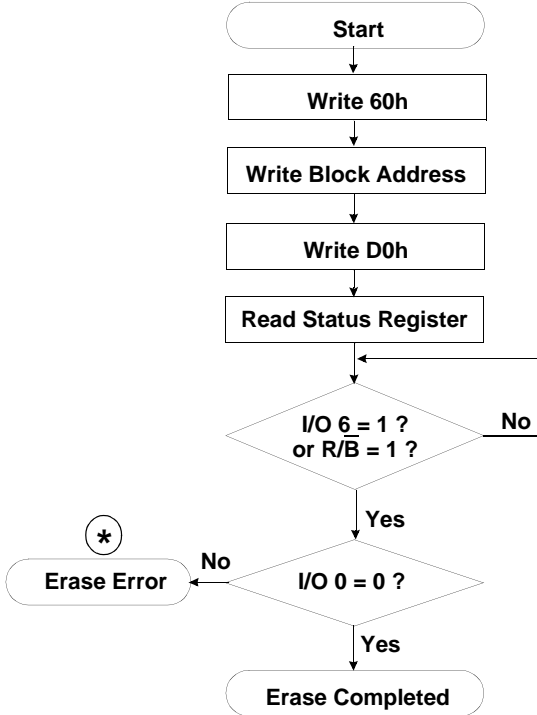 Start
Write 60h
Write Block Address
Write D0h
Read Status Register
I/O 6 = 1 ?
or R/B̅ = 1 ?
No
Yes
*
No
Erase Error
I/O 0 = 0 ?
Yes
Erase Completed